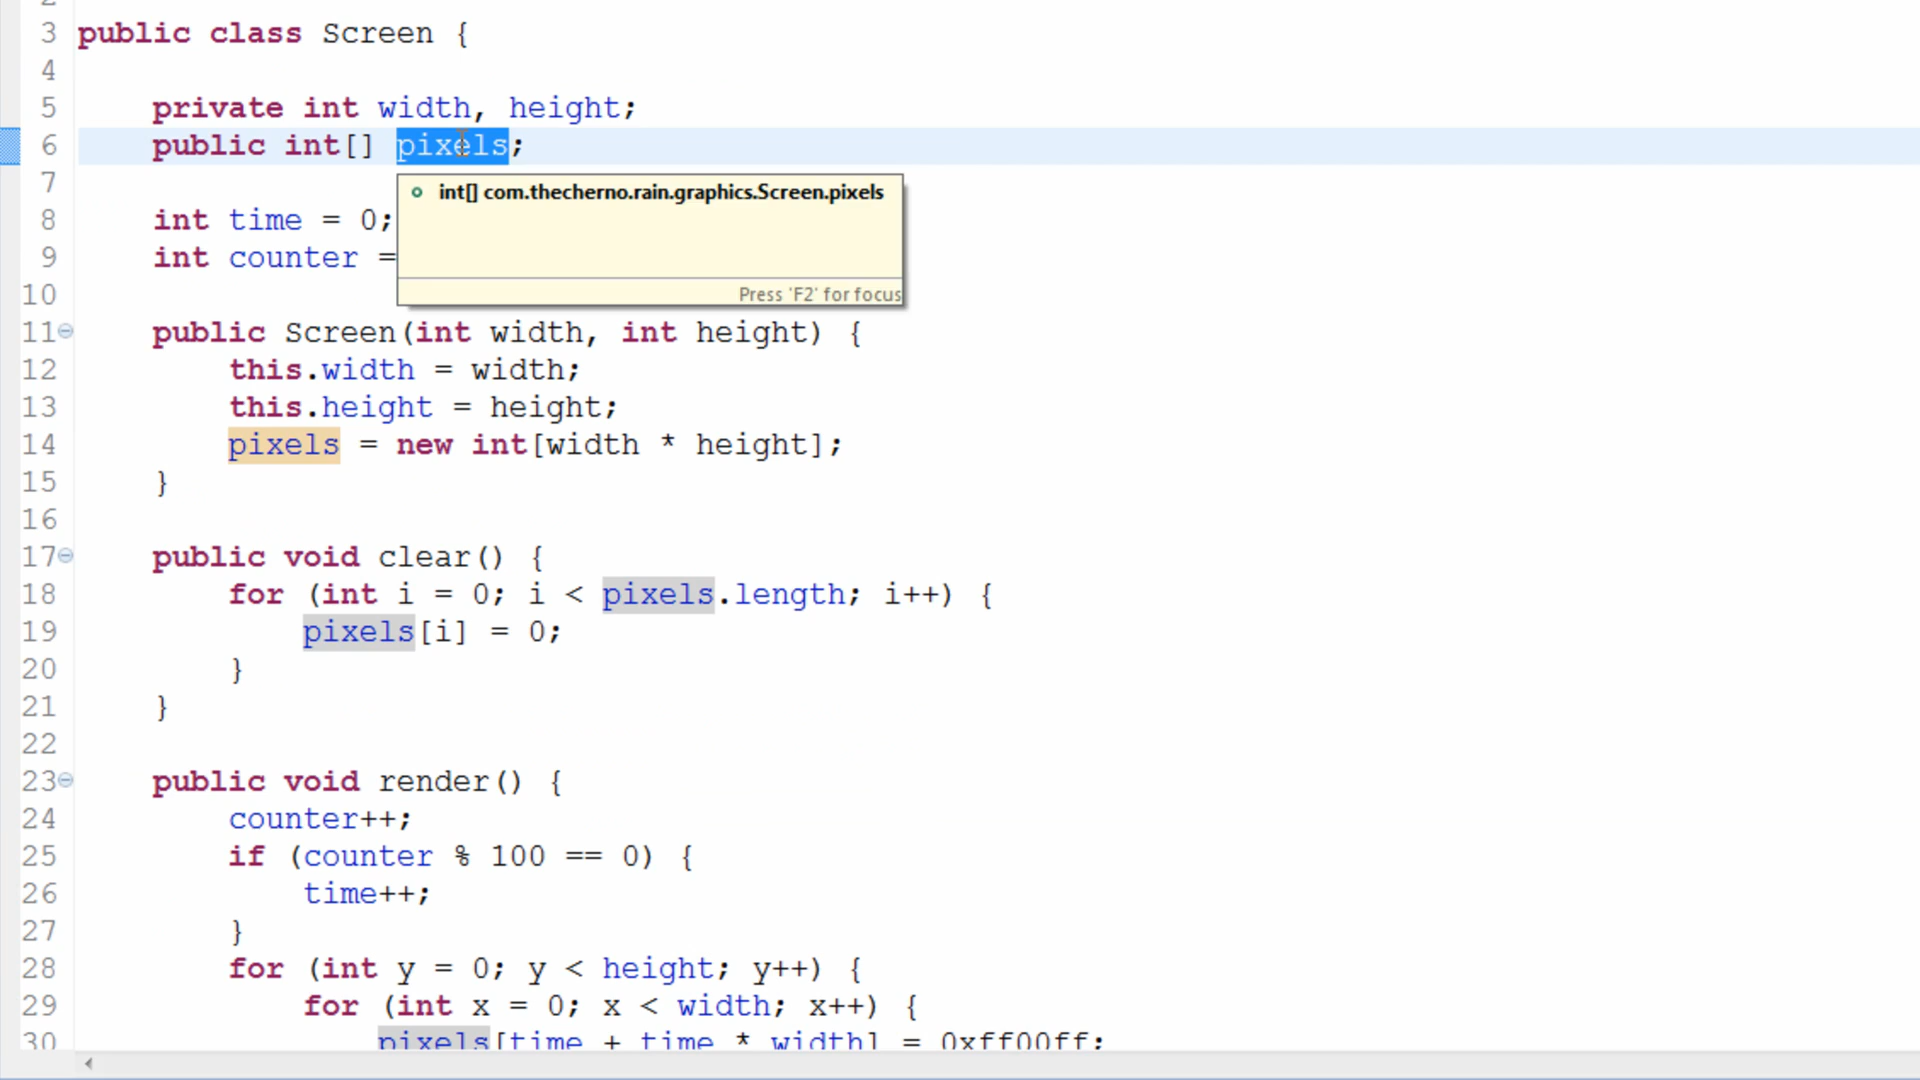 3 public class Screen {
4
5 private int width, height;
6 public int[] pixels;
int[] com.thecherno.rain.graphics.Screen.pixels
Press 'F2' for focus
7
8 int time = 0;
9 int counter =
10
11 public Screen(int width, int height) {
12 this.width = width;
13 this.height = height;
14 pixels = new int[width * height];
15 }
16
17 public void clear() {
18 for (int i = 0; i < pixels.length; i++) {
19 pixels[i] = 0;
20 }
21 }
22
23 public void render() {
24 counter++;
25 if (counter % 100 == 0) {
26 time++;
27 }
28 for (int y = 0; y < height; y++) {
29 for (int x = 0; x < width; x++) {
30 pixels[time + time * width] = 0xff00ff;